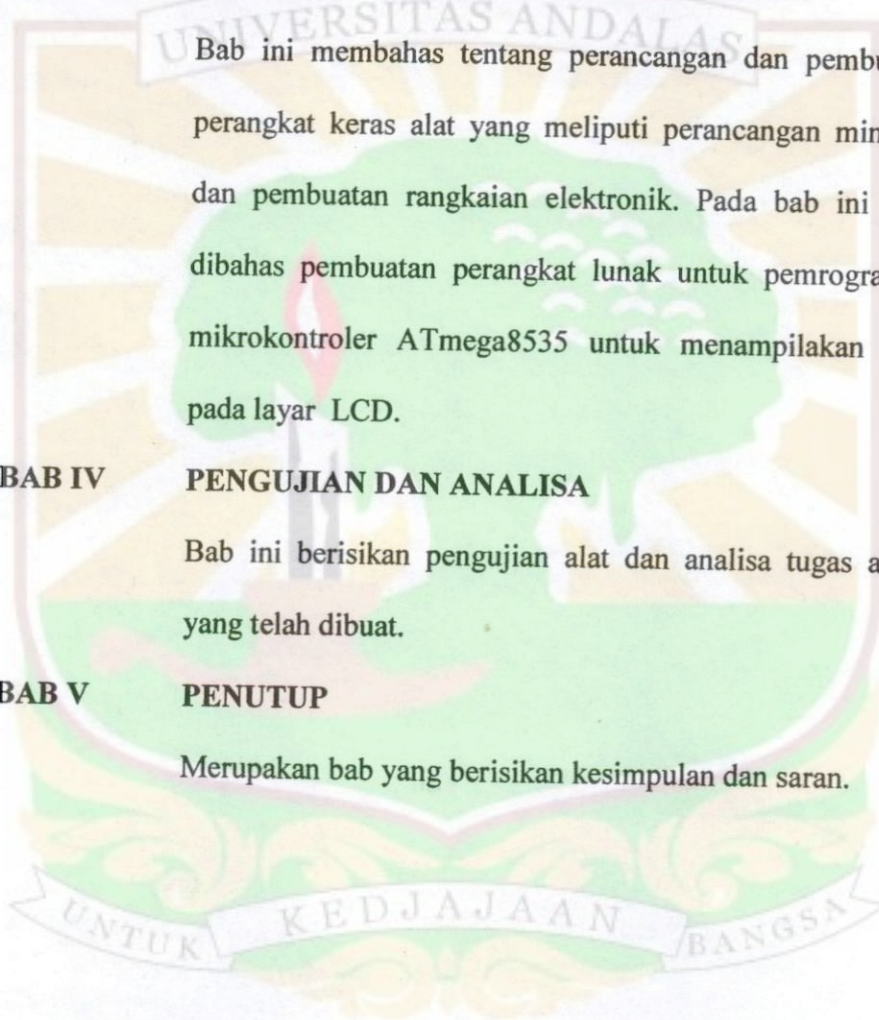 UNIVERSITAS ANDALAS
Bab ini membahas tentang perancangan dan
perangkat keras alat yang meliputi perancangan
dan pembuatan rangkaian elektronik. Pada bab ini
dibahas pembuatan perangkat lunak untuk
mikrokontroler ATmega8535 untuk menampilakan
pada layar LCD.
BAB IV PENGUJIAN DAN ANALISA
Bab ini berisikan pengujian alat dan analisa tugas
yang telah dibuat.
BAB V PENUTUP
Merupakan bab yang berisikan kesimpulan dan saran.
UNTUK KEDJAJAAN BANGSA